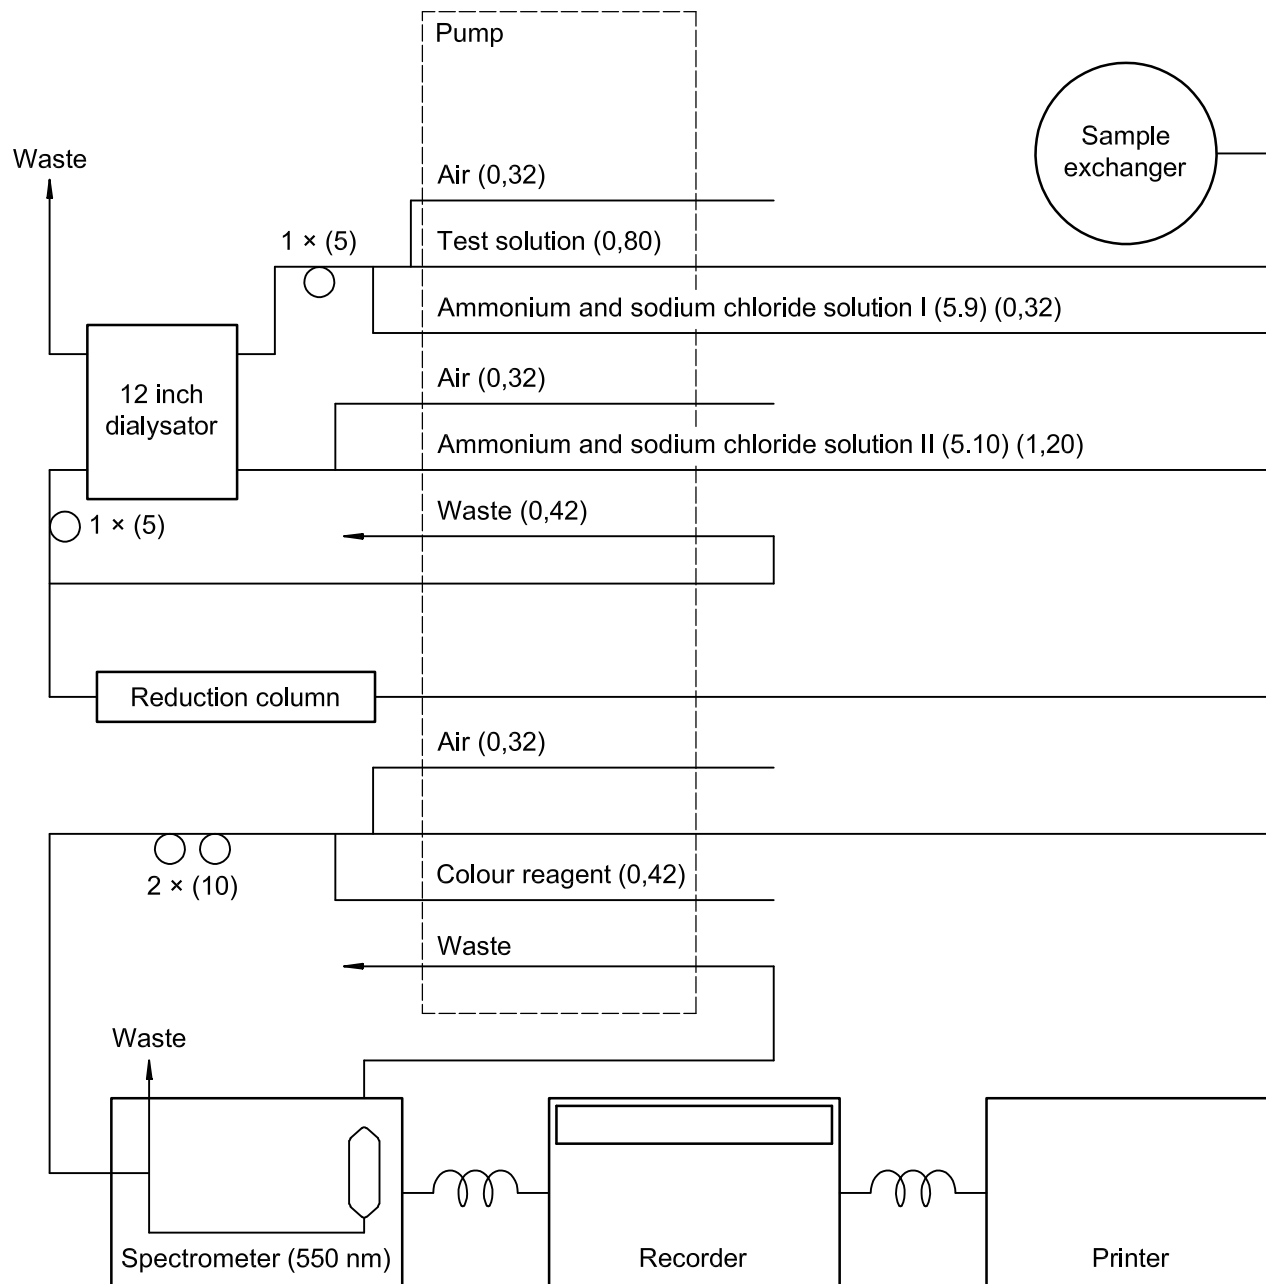 Pump
Sample
exchanger
Waste
Air (0,32)
1 × (5)
Test solution (0,80)
Ammonium and sodium chloride solution I (5.9) (0,32)
12 inch
dialysator
Air (0,32)
Ammonium and sodium chloride solution II (5.10) (1,20)
1 × (5)
Waste (0,42)
Reduction column
Air (0,32)
2 × (10)
Colour reagent (0,42)
Waste
Waste
Spectrometer (550 nm)
Recorder
Printer